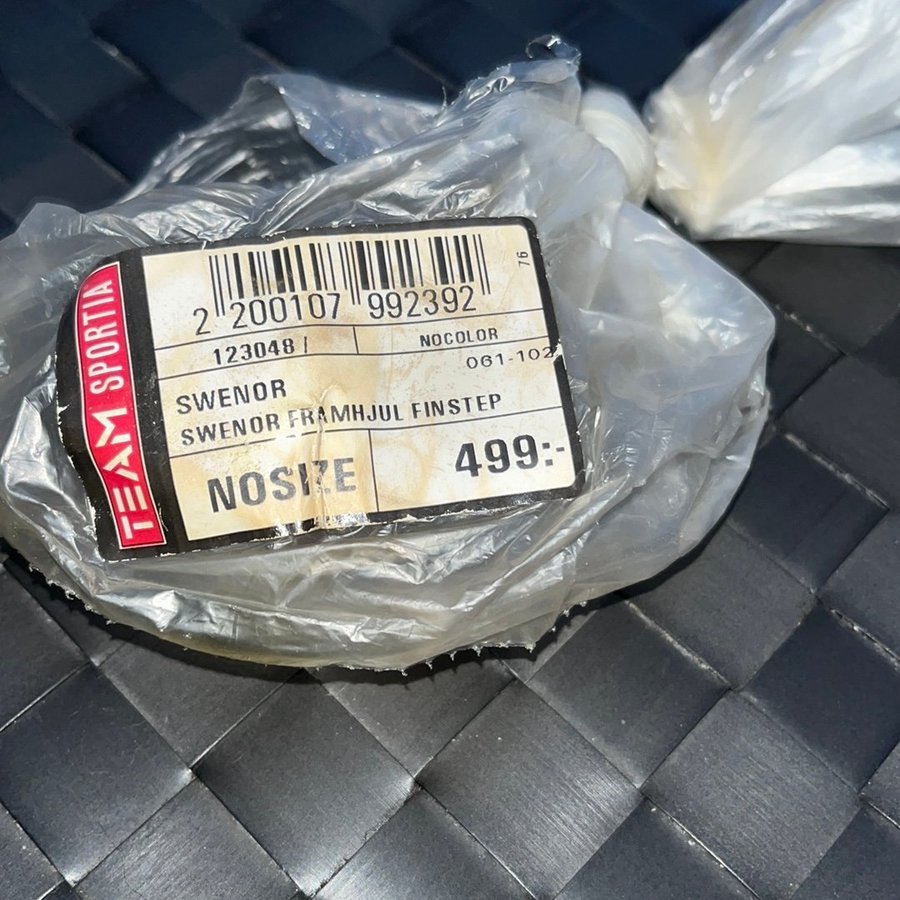 TEAM SPORTIA
76
2 200107 992392
123048 /
NOCOLOR
061-102
SWENOR
SWENOR FRAMHJUL FINSTEP
NOSIZE
499:-